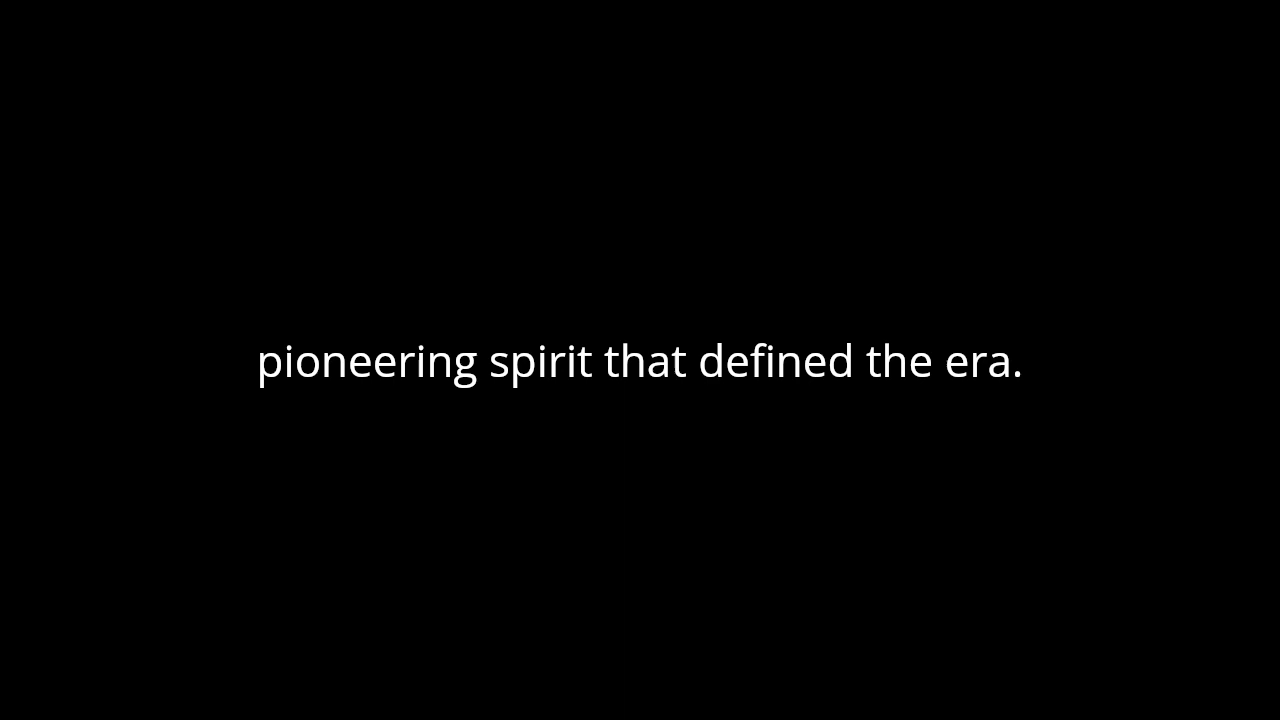 pioneering spirit that defined the era.